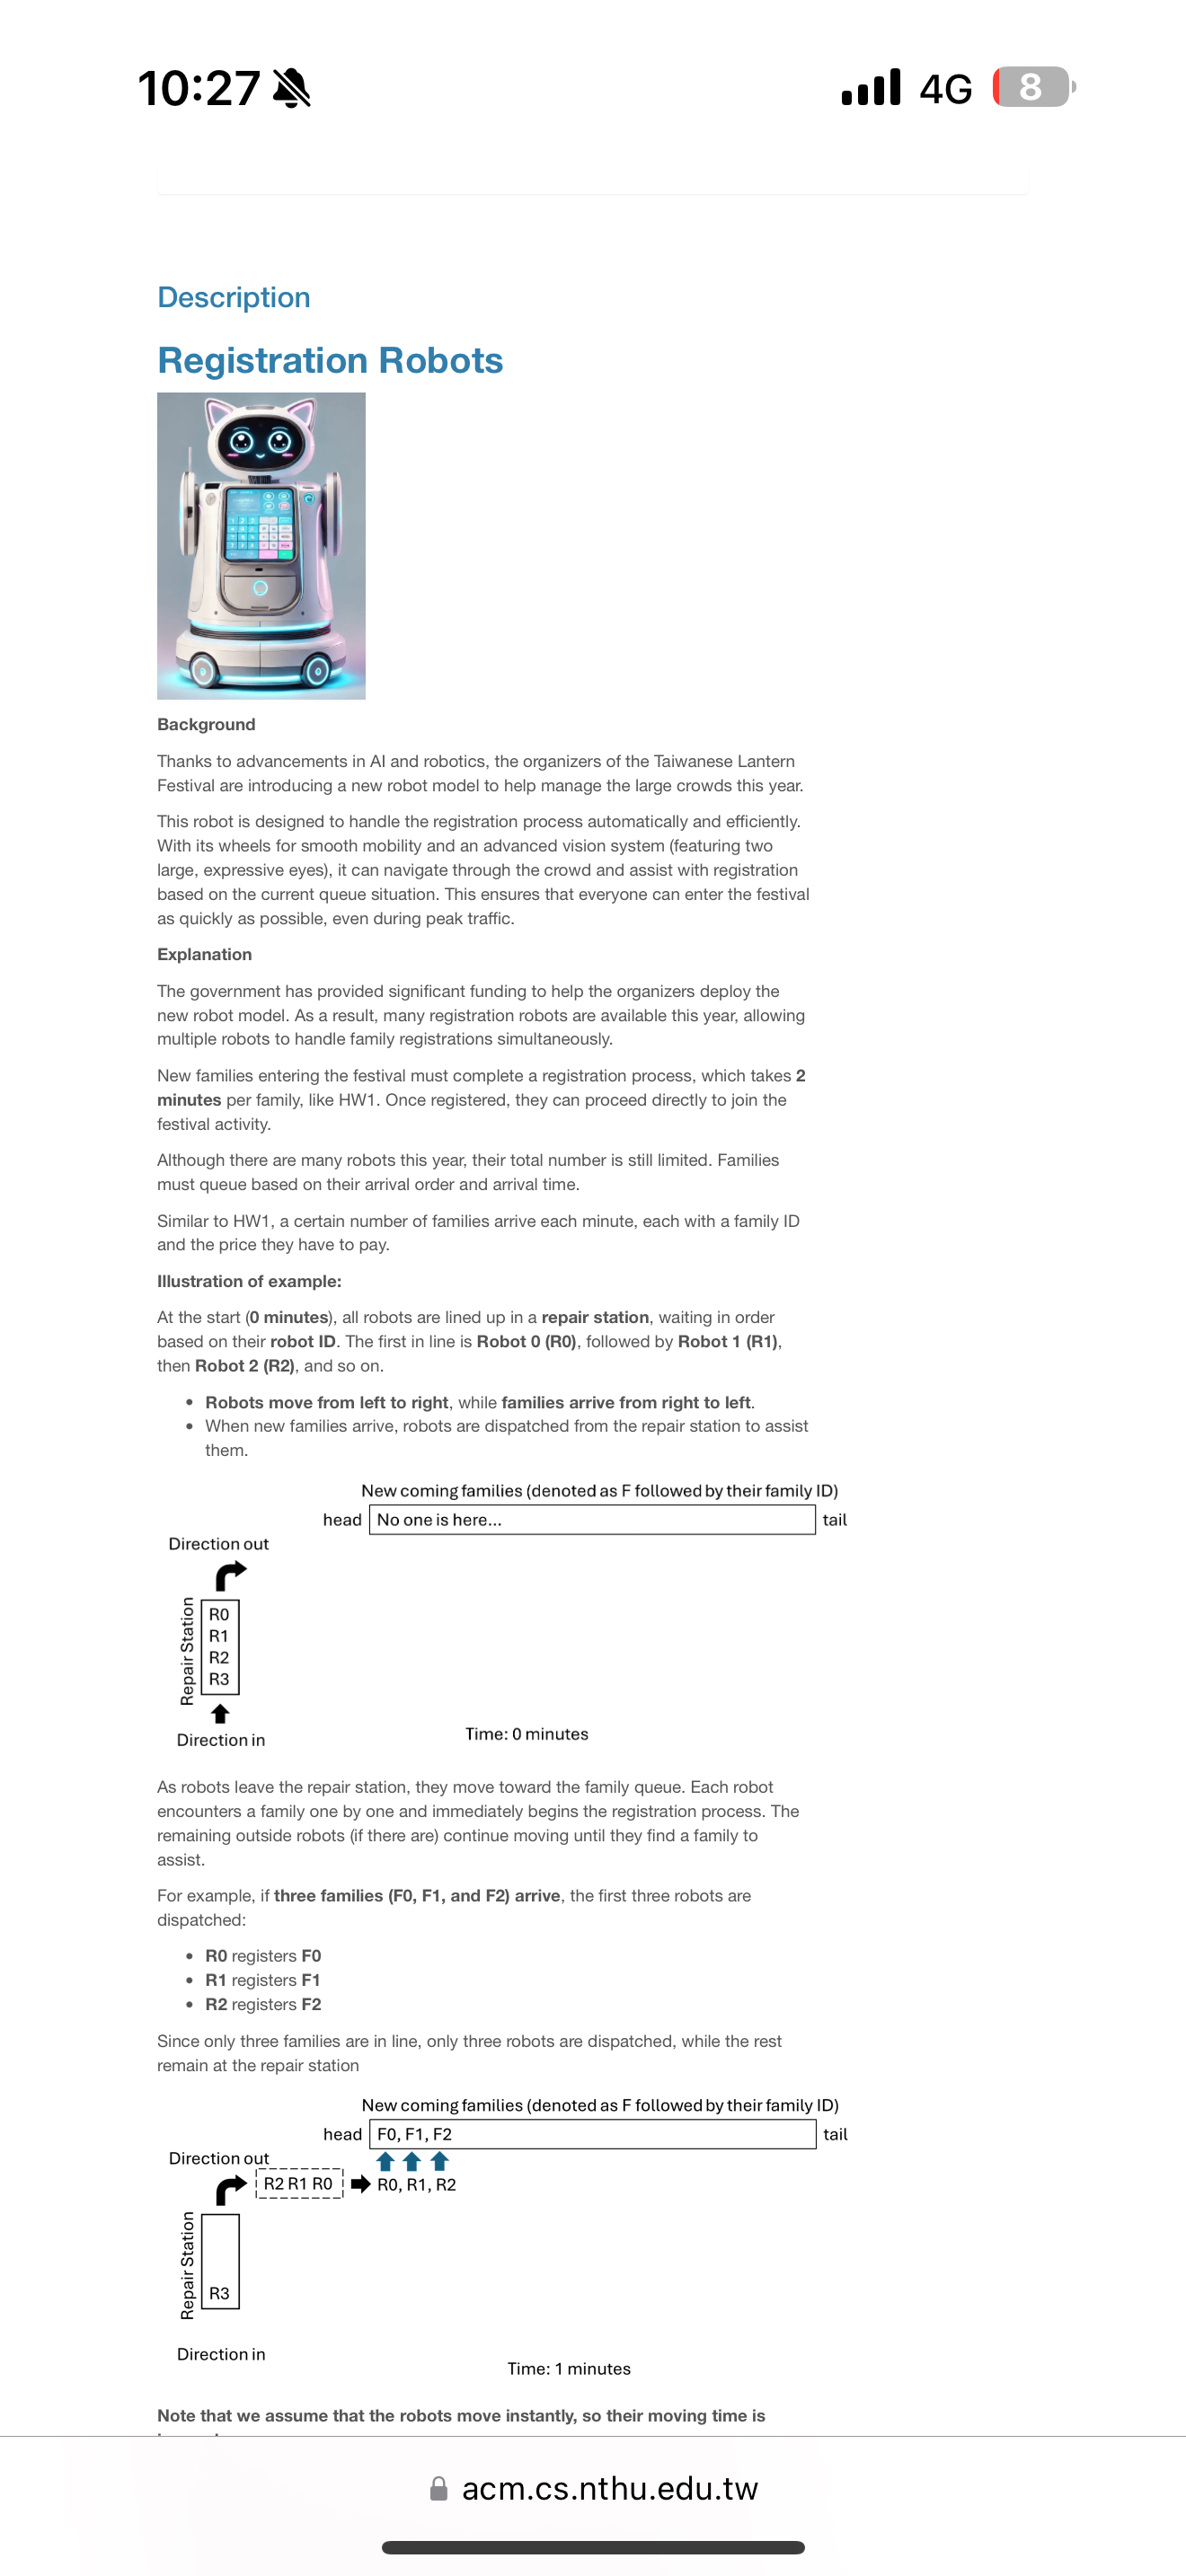 10:27
4G
8
Description
Registration Robots
Background
Thanks to advancements in AI and robotics, the organizers of the Taiwanese Lantern
Festival are introducing a new robot model to help manage the large crowds this year.
This robot is designed to handle the registration process automatically and efficiently.
With its wheels for smooth mobility and an advanced vision system (featuring two
large, expressive eyes), it can navigate through the crowd and assist with registration
based on the current queue situation. This ensures that everyone can enter the festival
as quickly as possible, even during peak traffic.
Explanation
The government has provided significant funding to help the organizers deploy the
new robot model. As a result, many registration robots are available this year, allowing
multiple robots to handle family registrations simultaneously.
New families entering the festival must complete a registration process, which takes 2
minutes per family, like HW1. Once registered, they can proceed directly to join the
festival activity.
Although there are many robots this year, their total number is still limited. Families
must queue based on their arrival order and arrival time.
Similar to HW1, a certain number of families arrive each minute, each with a family ID
and the price they have to pay.
Illustration of example:
At the start (0 minutes), all robots are lined up in a repair station, waiting in order
based on their robot ID. The first in line is Robot 0 (R0), followed by Robot 1 (R1),
then Robot 2 (R2), and so on.
• Robots move from left to right, while families arrive from right to left.
• When new families arrive, robots are dispatched from the repair station to assist
them.
New coming families (denoted as F followed by their family ID)
head No one is here... tail
Direction out
Repair Station
R0
R1
R2
R3
Direction in
Time: 0 minutes
As robots leave the repair station, they move toward the family queue. Each robot
encounters a family one by one and immediately begins the registration process. The
remaining outside robots (if there are) continue moving until they find a family to
assist.
For example, if three families (F0, F1, and F2) arrive, the first three robots are
dispatched:
• R0 registers F0
• R1 registers F1
• R2 registers F2
Since only three families are in line, only three robots are dispatched, while the rest
remain at the repair station
New coming families (denoted as F followed by their family ID)
head F0, F1, F2 tail
Direction out
R2 R1 R0 R0, R1, R2
Repair Station
R3
Direction in
Time: 1 minutes
Note that we assume that the robots move instantly, so their moving time is
acm.cs.nthu.edu.tw